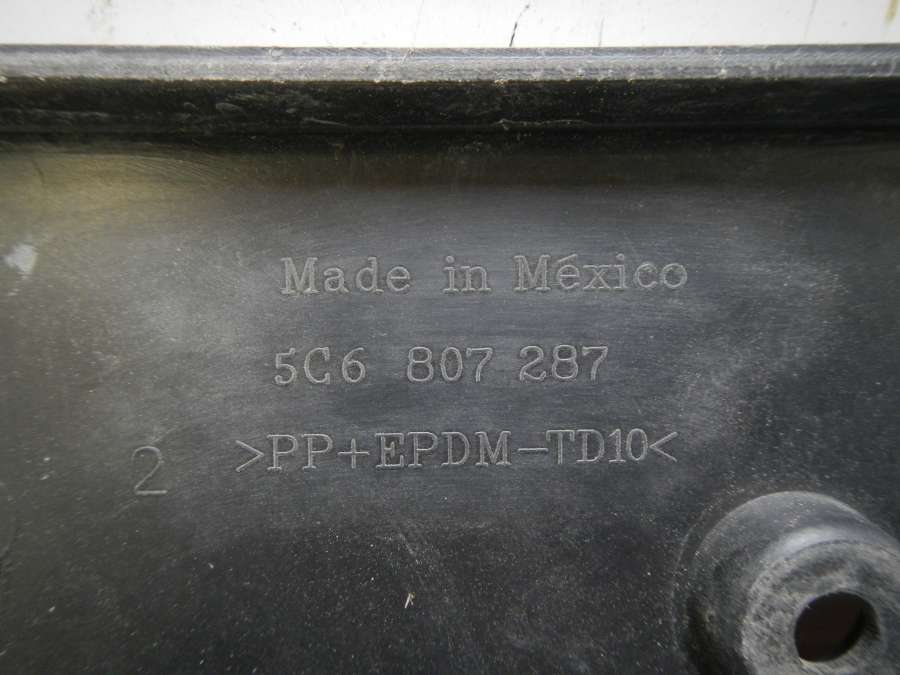 Made in México
5C6 807 287
2 >PP+EPDM-TD10<